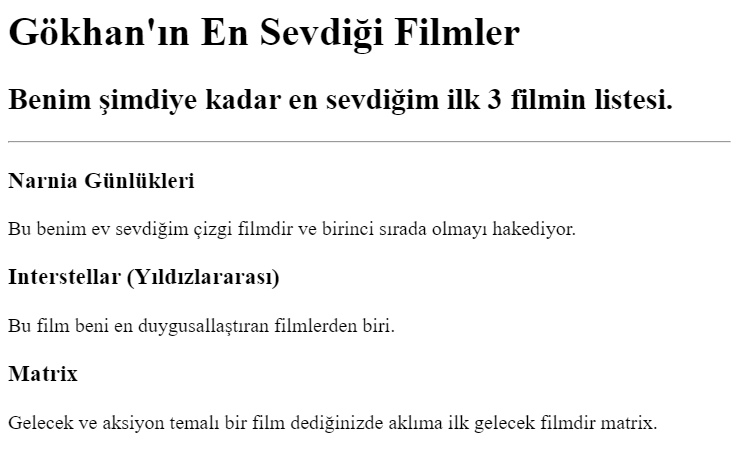 Gökhan'ın En Sevdiği Filmler
Benim şimdiye kadar en sevdiğim ilk 3 filmin listesi.
Narnia Günlükleri
Bu benim ev sevdiğim çizgi filmdir ve birinci sırada olmayı hakediyor.
Interstellar (Yıldızlararası)
Bu film beni en duygusallaştıran filmlerden biri.
Matrix
Gelecek ve aksiyon temalı bir film dediğinizde aklıma ilk gelecek filmdir matrix.